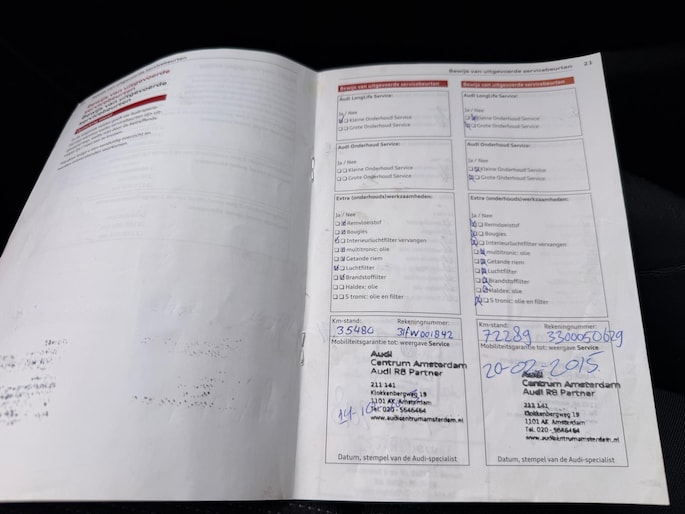 Bewijs van uitgevoerde servicebeurten 21
Bewijs van uitgevoerde servicebeurten
Audi LongLife Service:
Ja / Nee
Kleine Onderhoud Service
Grote Onderhoud Service
Audi Onderhoud Service:
Ja / Nee
Kleine Onderhoud Service
Grote Onderhoud Service
Extra (onderhouds)werkzaamheden:
Ja / Nee
Remvloeistof
Bougies
Interieurluchtfilter vervangen
multitronic: olie
Getande riem
Luchtfilter
Brandstoffilter
Haldex: olie
S tronic: olie en filter
Km-stand: Rekeningnummer:
35480
Mobiliteitsgarantie tot: weergave Service
Audi
Centrum Amsterdam
Audi R8 Partner
211 141
Klokkenbergweg 19
1101 AK Amsterdam
Tel. 020 - 5646464
www.audicentrumamsterdam.nl
Datum, stempel van de Audi-specialist
Bewijs van uitgevoerde servicebeurten
Audi LongLife Service:
Ja / Nee
Kleine Onderhoud Service
Grote Onderhoud Service
Audi Onderhoud Service:
Ja / Nee
Kleine Onderhoud Service
Grote Onderhoud Service
Extra (onderhouds)werkzaamheden:
Ja / Nee
Remvloeistof
Bougies
Interieurluchtfilter vervangen
multitronic: olie
Getande riem
Luchtfilter
Brandstoffilter
Haldex: olie
S tronic: olie en filter
Km-stand: Rekeningnummer:
72289 3300050629
Mobiliteitsgarantie tot: weergave Service
20-02-2015.
Audi
Centrum Amsterdam
Audi R8 Partner
211 141
Klokkenbergweg 19
1101 AK Amsterdam
Tel. 020 - 5646464
www.audicentrumamsterdam.nl
Datum, stempel van de Audi-specialist